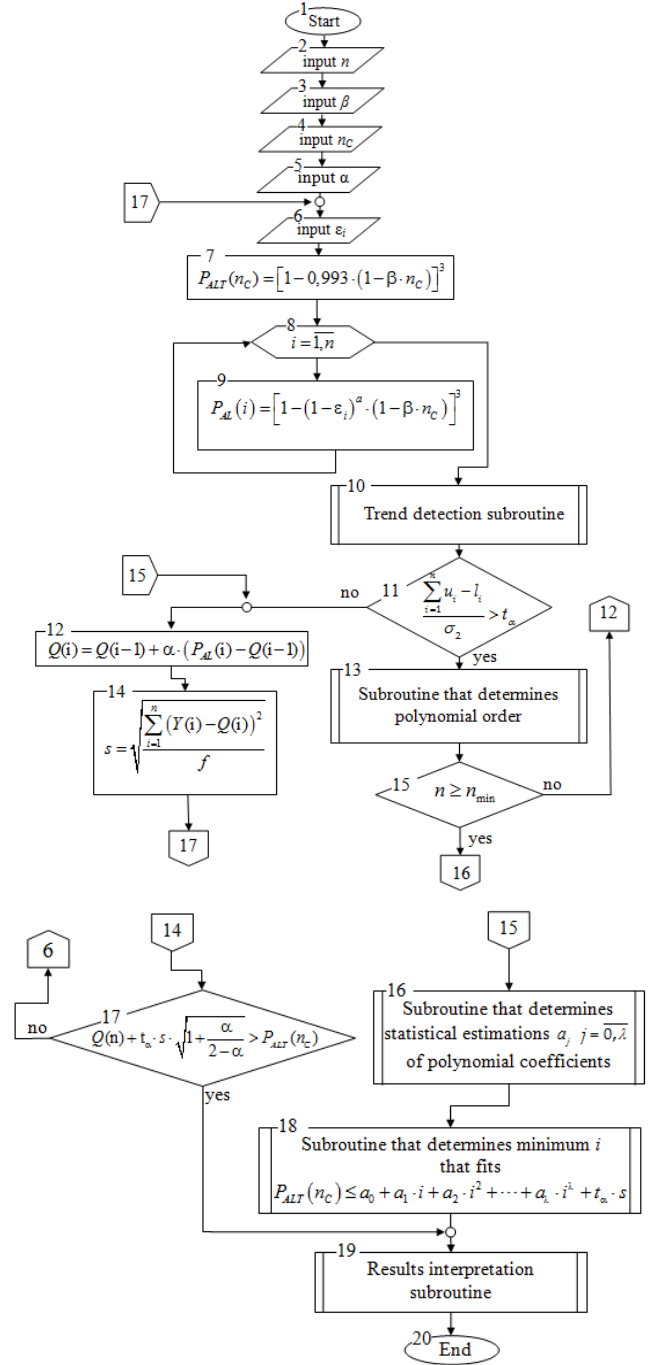 1
Start
2
input n
3
input β
4
input n_C
5
input α
17
6
input ε_i
7
P_ALT(n_C) = [1−0,993·(1−β·n_C)]^3
8
i = 1,n
9
P_AL(i) = [1−(1−ε_i)^α·(1−β·n_C)]^3
10
Trend detection subroutine
15
no
11
∑_{i=1}^{n} u_i − l_i / σ_2 > t_α
yes
12
12
Q(i) = Q(i−1) + α·(P_AL(i) − Q(i−1))
13
Subroutine that determines
polynomial order
14
s = √(∑_{i=1}^{n} (Y(i)−Q(i))^2 / f)
15
n ≥ n_min
no
yes
17
16
14
15
6
no
17
Q(n) + t_α·s·√(1+ α/(2−α)) > P_ALT(n_C)
yes
16
Subroutine that determines
statistical estimations a_j j = 0,λ
of polynomial coefficients
18
Subroutine that determines minimum i
that fits
P_ALT(n_C) ≤ a_0 + a_1·i + a_2·i^2 + ··· + a_λ·i^λ + t_α·s
19
Results interpretation
subroutine
20
End